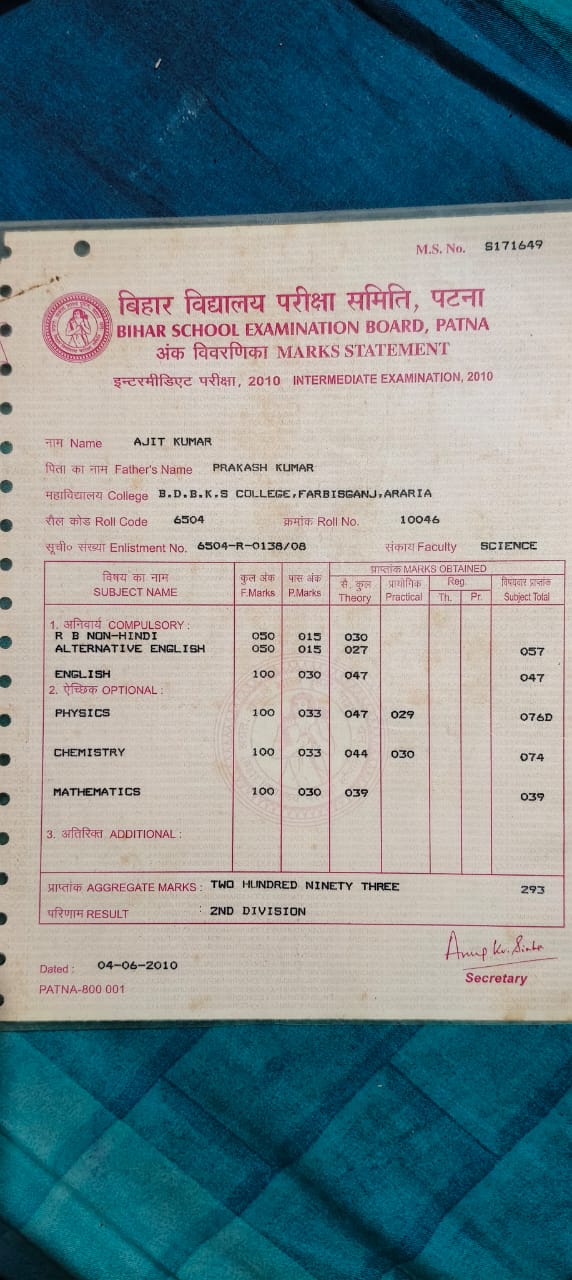 M.S. No. S171649
बिहार विद्यालय परीक्षा समिति, पटना
BIHAR SCHOOL EXAMINATION BOARD, PATNA
अंक विवरणिका MARKS STATEMENT
इन्टरमीडिएट परीक्षा, 2010 INTERMEDIATE EXAMINATION, 2010
नाम Name AJIT KUMAR
पिता का नाम Father's Name PRAKASH KUMAR
महाविद्यालय College B.D.B.K.S COLLEGE,FARBISGANJ,ARARIA
रौल कोड Roll Code 6504 क्रमांक Roll No. 10046
सूची० संख्या Enlistment No. 6504-R-0138/08 संकाय Faculty SCIENCE
विषय का नाम SUBJECT NAME कुल अंक F.Marks पास अंक P.Marks प्राप्तांक MARKS OBTAINED
सै. कुल Theory प्रायोगिक Practical Reg. Th. Pr. विषयवार प्राप्तांक Subject Total
1. अनिवार्य COMPULSORY :
R B NON-HINDI 050 015 030
ALTERNATIVE ENGLISH 050 015 027 057
ENGLISH 100 030 047 047
2. ऐच्छिक OPTIONAL :
PHYSICS 100 033 047 029 076D
CHEMISTRY 100 033 044 030 074
MATHEMATICS 100 030 039 039
3. अतिरिक्त ADDITIONAL :
प्राप्तांक AGGREGATE MARKS : TWO HUNDRED NINETY THREE 293
परिणाम RESULT : 2ND DIVISION
Anup Kr. Sinha
Dated : 04-06-2010 Secretary
PATNA-800 001